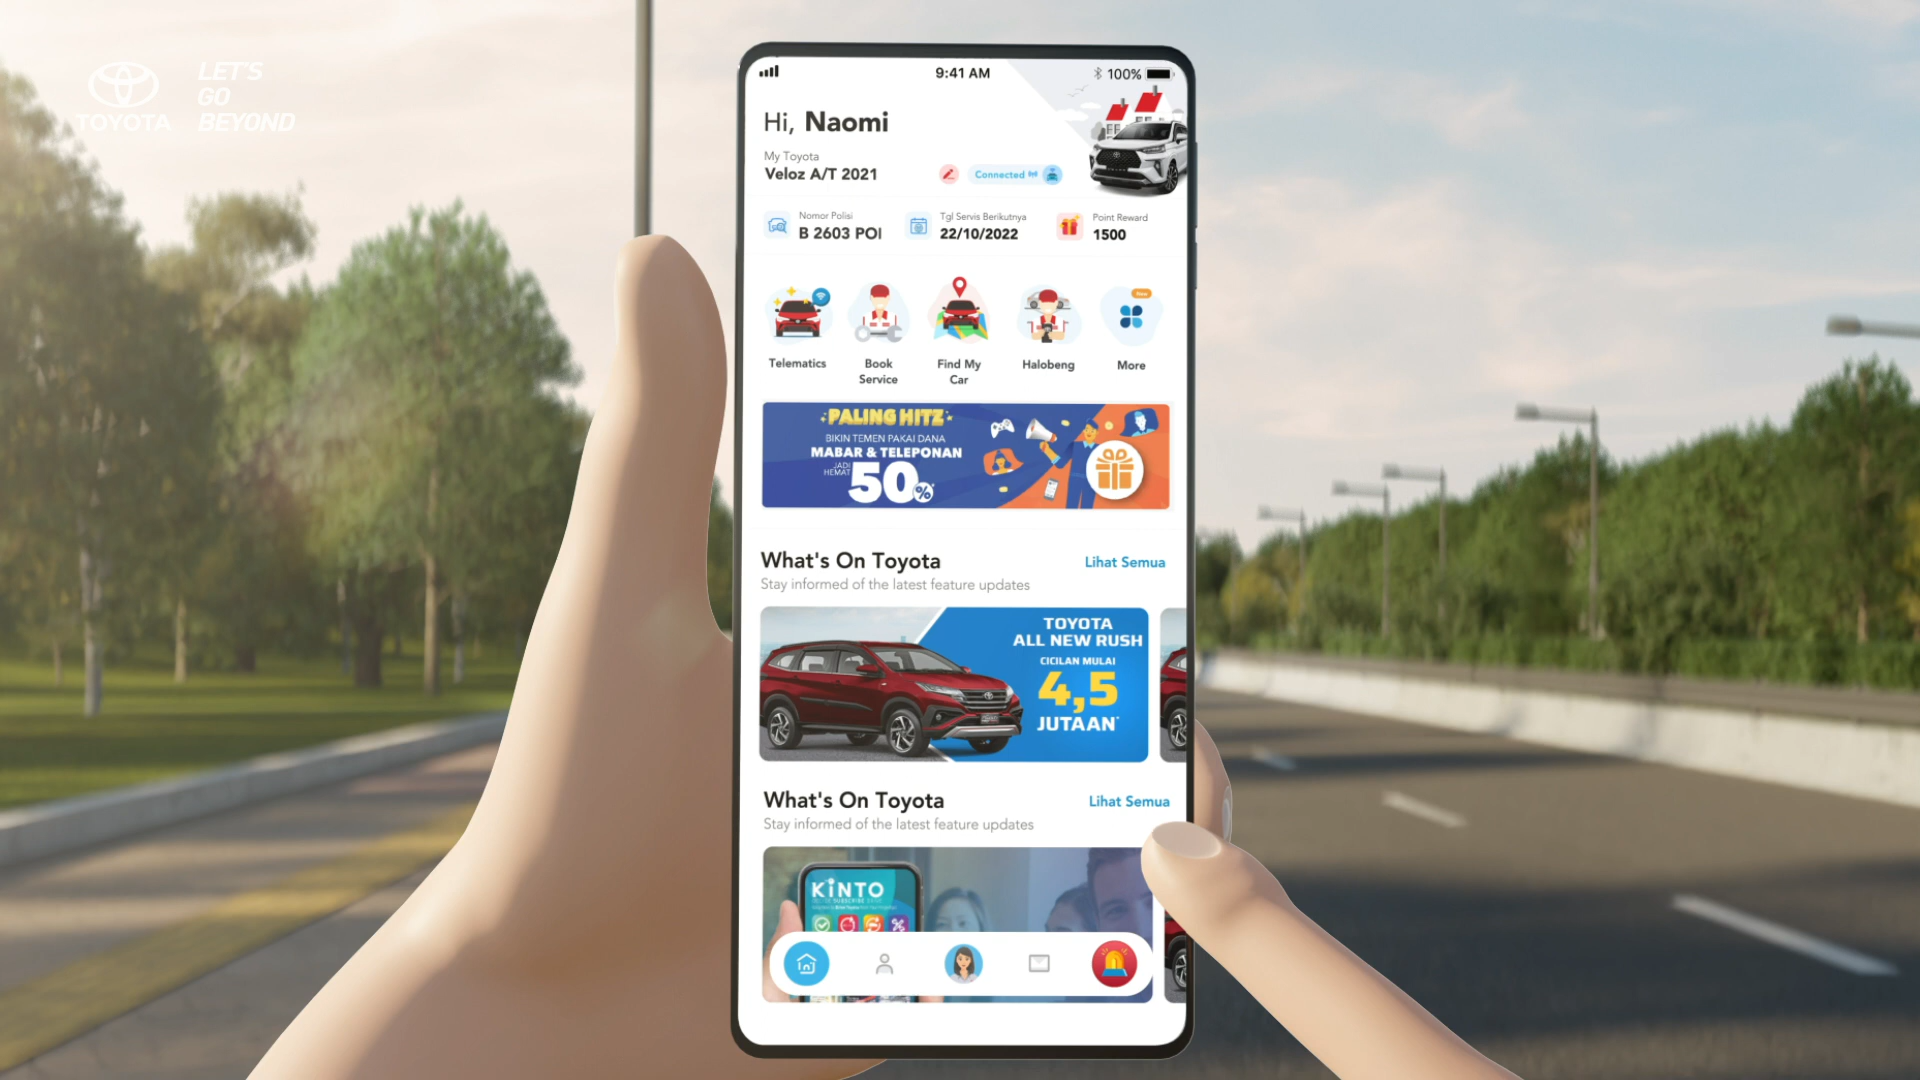 TOYOTA
LET'S
GO
BEYOND
9:41 AM
100%
Hi, Naomi
My Toyota
Veloz A/T 2021
Connected
Nomor Polisi
B 2603 POI
Tgl Servis Berikutnya
22/10/2022
Point Reward
1500
New
Telematics
Book
Service
Find My
Car
Halobeng
More
PALING HITZ
BIKIN TEMEN PAKAI DANA
MABAR & TELEPONAN
JADI
HEMAT
50%
What's On Toyota
Lihat Semua
Stay informed of the latest feature updates
TOYOTA
ALL NEW RUSH
CICILAN MULAI
4,5
JUTAAN*
What's On Toyota
Lihat Semua
Stay informed of the latest feature updates
KINTO